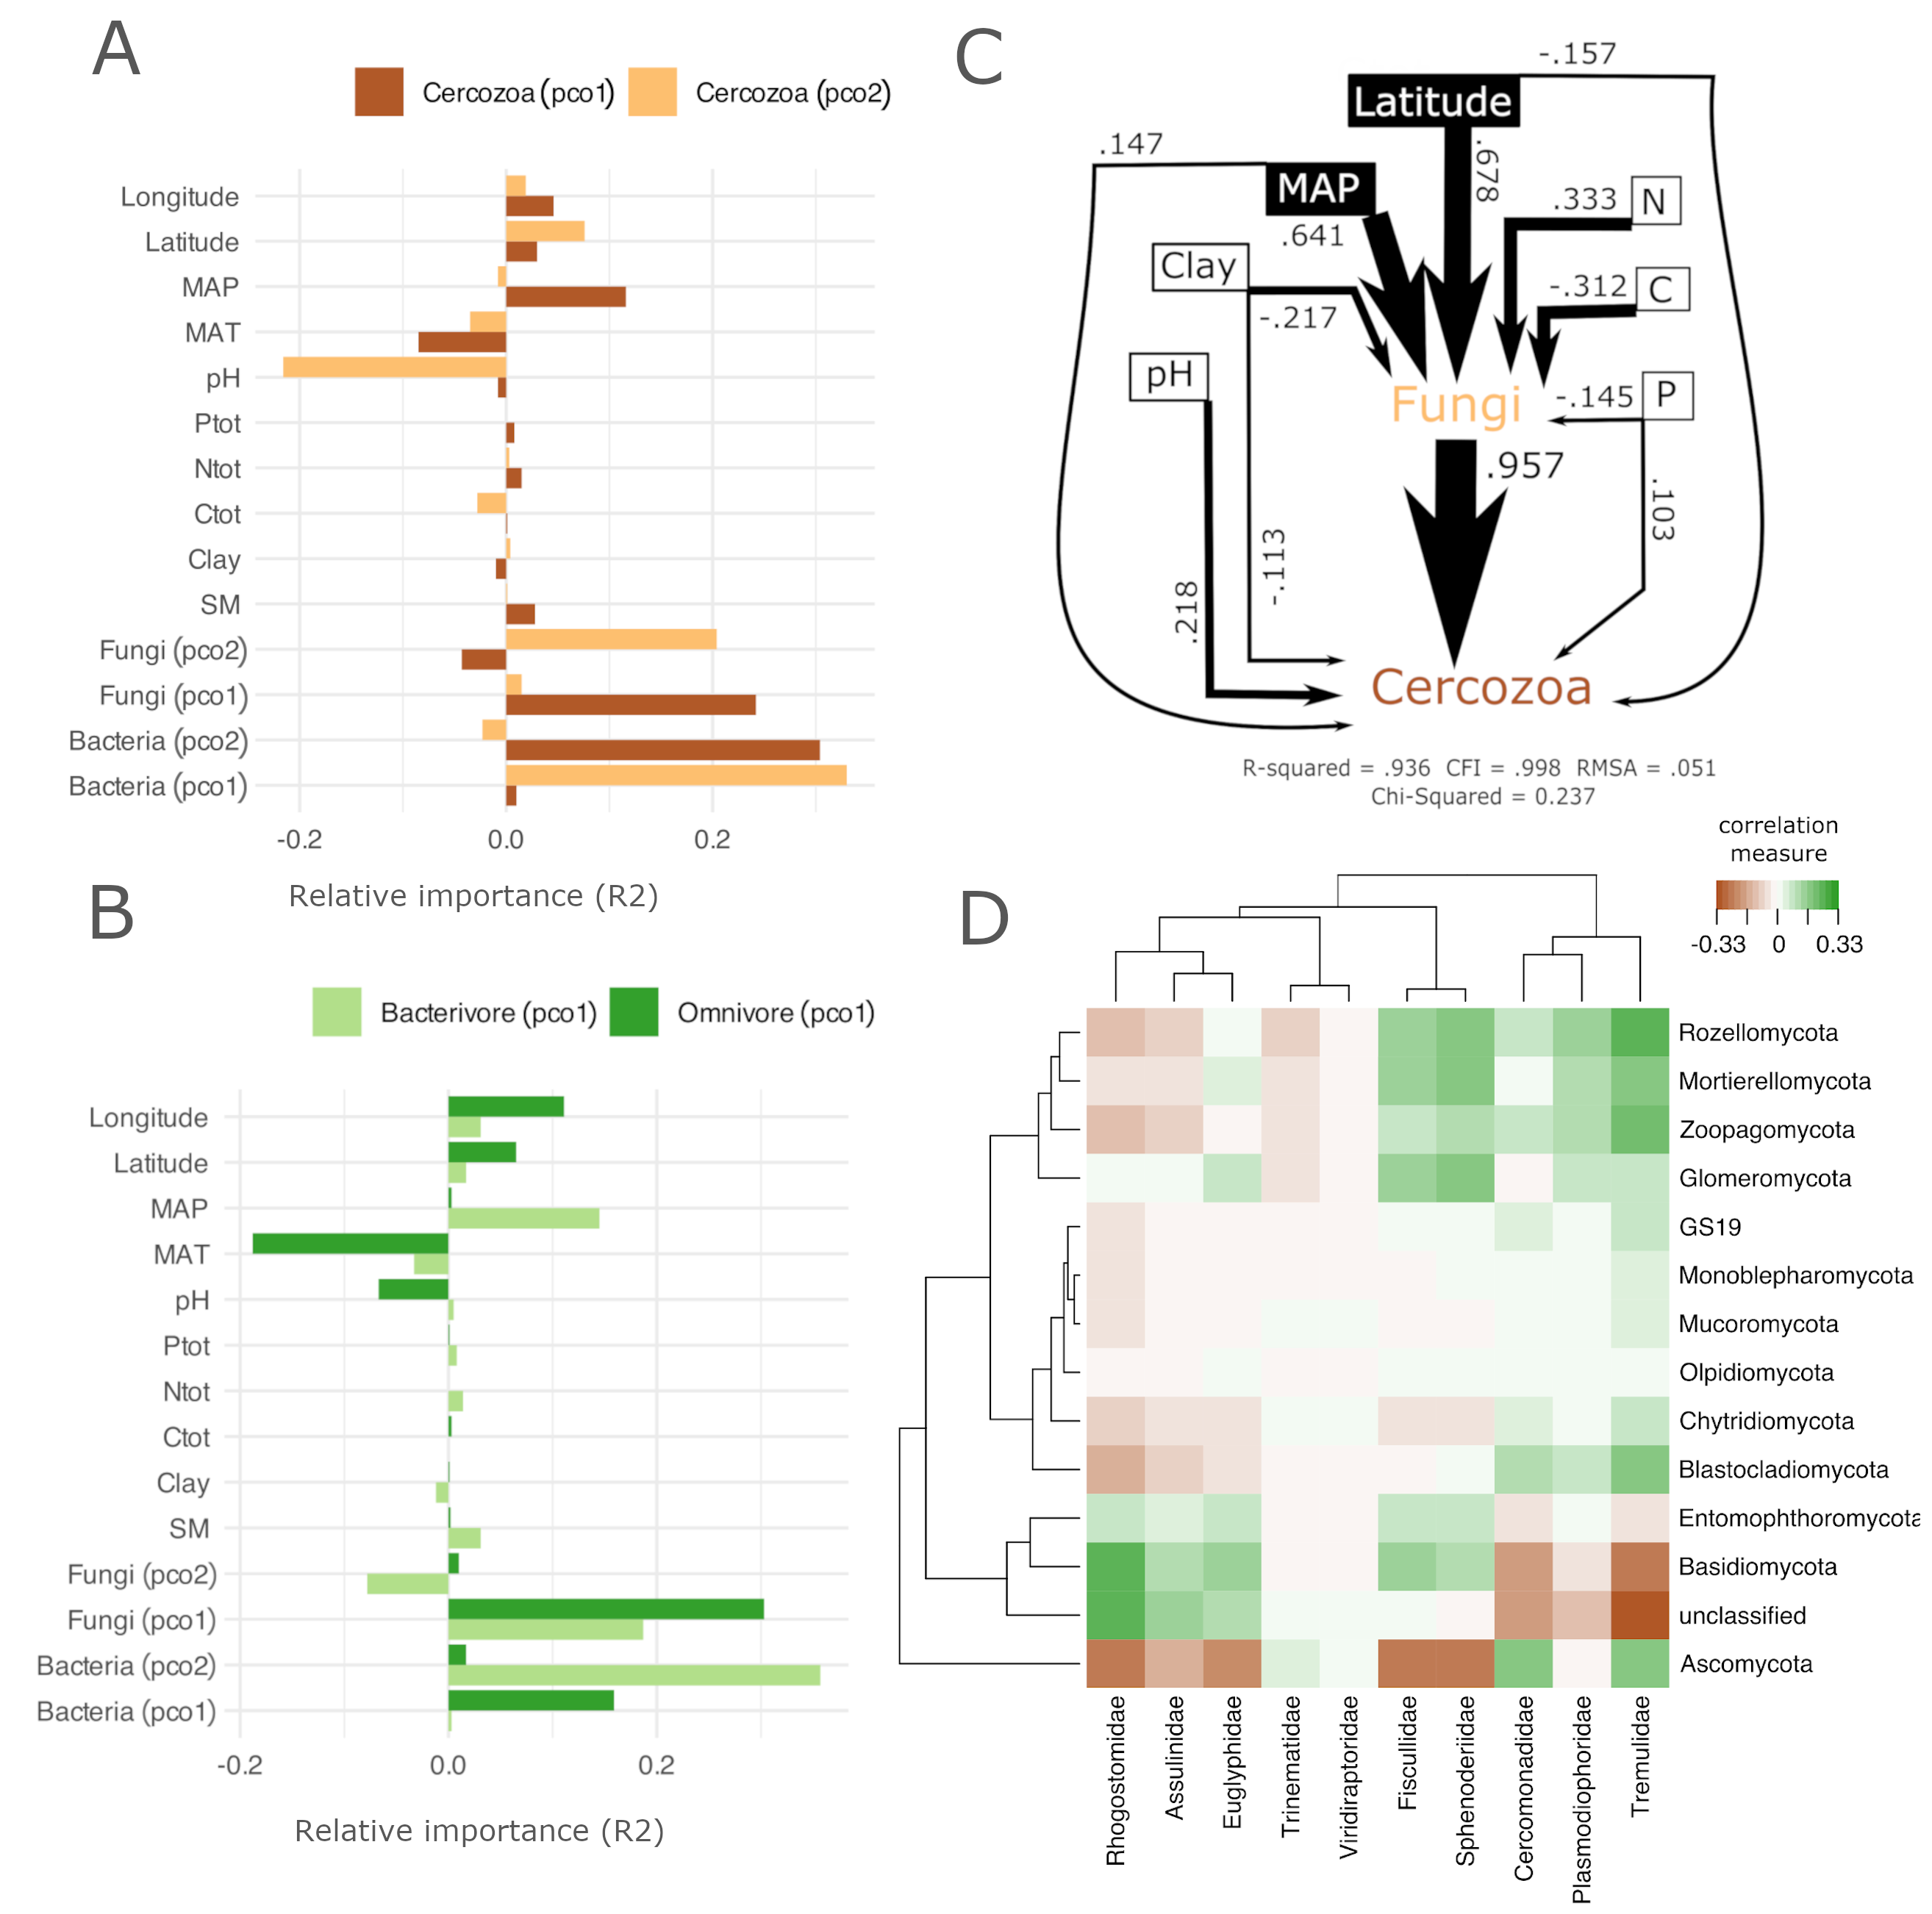 A
Cercozoa (pco1)
Cercozoa (pco2)
Longitude
Latitude
MAP
MAT
pH
Ptot
Ntot
Ctot
Clay
SM
Fungi (pco2)
Fungi (pco1)
Bacteria (pco2)
Bacteria (pco1)
-0.2 0.0 0.2
Relative importance (R2)
B
Bacterivore (pco1)
Omnivore (pco1)
Longitude
Latitude
MAP
MAT
pH
Ptot
Ntot
Ctot
Clay
SM
Fungi (pco2)
Fungi (pco1)
Bacteria (pco2)
Bacteria (pco1)
-0.2 0.0 0.2
Relative importance (R2)
C
-.157
Latitude
.147
MAP
.678
.641
.333
N
Clay
-.217
-.312
C
pH
Fungi
-.145
P
.957
.103
-.113
.218
Cercozoa
R-squared = .936 CFI = .998 RMSA = .051
Chi-Squared = 0.237
D
correlation
measure
-0.33 0 0.33
Rozellomycota
Mortierellomycota
Zoopagomycota
Glomeromycota
GS19
Monoblepharomycota
Mucoromycota
Olpidiomycota
Chytridiomycota
Blastocladiomycota
Entomophthoromycota
Basidiomycota
unclassified
Ascomycota
Rhogostomidae
Assulinidae
Euglyphidae
Trinematidae
Viridiraptoridae
Fiscullidae
Sphenoderiidae
Cercomonadidae
Plasmodiophoridae
Tremulidae